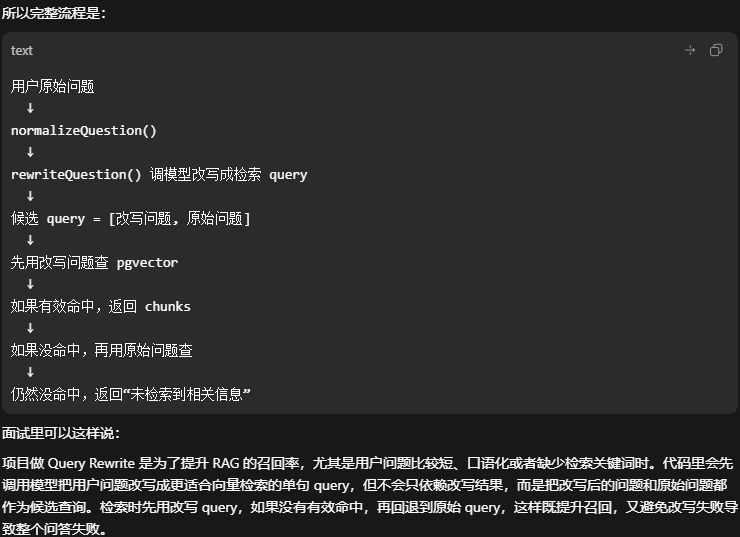 所以完整流程是：
text
用户原始问题
↓
normalizeQuestion()
↓
rewriteQuestion() 调模型改写成检索 query
↓
候选 query = [改写问题, 原始问题]
↓
先用改写问题查 pgvector
↓
如果有效命中，返回 chunks
↓
如果没命中，再用原始问题查
↓
仍然没命中，返回“未检索到相关信息”
面试里可以这样说：
项目做 Query Rewrite 是为了提升 RAG 的召回率，尤其是用户问题比较短、口语化或者缺少检索关键词时。代码里会先
调用模型把用户问题改写成更适合向量检索的单句 query，但不会只依赖改写结果，而是把改写后的问题和原始问题都
作为候选查询。检索时先用改写 query，如果没有有效命中，再回退到原始 query，这样既提升召回，又避免改写失败导
致整个问答失败。